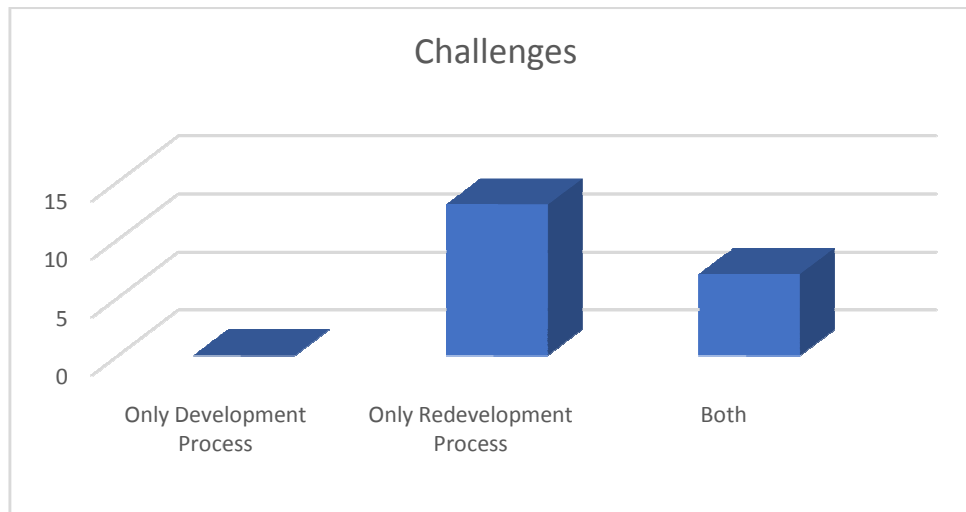 Challenges
15
10
5
0
Only Development
Process
Only Redevelopment
Process
Both